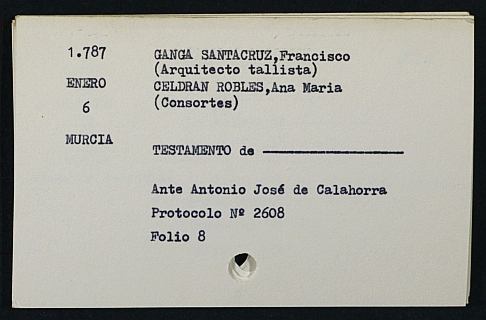 1.787
ENERO
6
MURCIA
GANGA SANTACRUZ,Francisco
(Arquitecto tallista)
CELDRAN ROBLES,Ana Maria
(Consortes)
TESTAMENTO de
Ante Antonio José de Calahorra
Protocolo Nº 2608
Folio 8